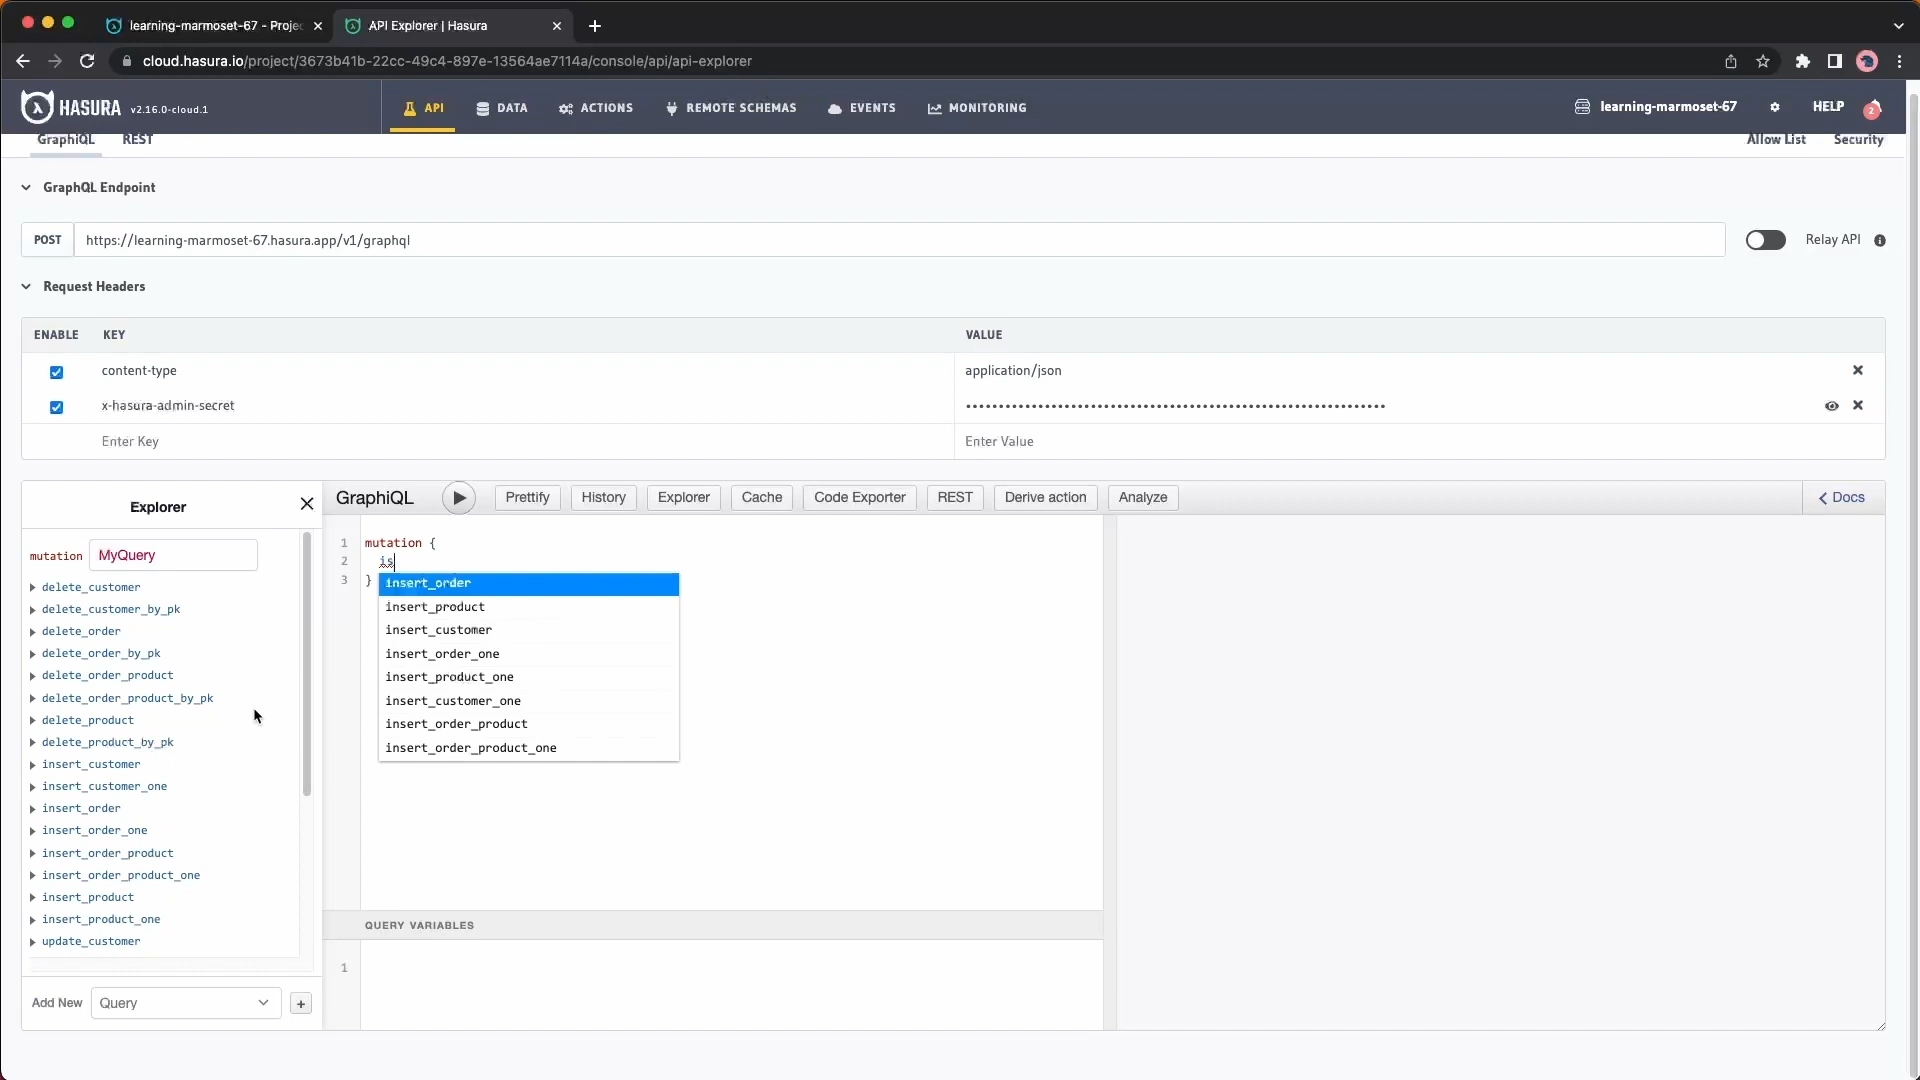 learning-marmoset-67 - Projec
API Explorer | Hasura
cloud.hasura.io/project/3673b41b-22cc-49c4-897e-13564ae7114a/console/api/api-explorer
HASURA v2.16.0-cloud.1
API
DATA
ACTIONS
REMOTE SCHEMAS
EVENTS
MONITORING
learning-marmoset-67
HELP
2
GraphiQL
REST
Allow List
Security
GraphQL Endpoint
POST
https://learning-marmoset-67.hasura.app/v1/graphql
Relay API
Request Headers
ENABLE KEY VALUE
content-type application/json
x-hasura-admin-secret ••••••••••••••••••••••••••••••••••••••••••••••••••••••••••••••••
Enter Key Enter Value
Explorer
GraphiQL
Prettify
History
Explorer
Cache
Code Exporter
REST
Derive action
Analyze
Docs
mutation MyQuery
delete_customer
delete_customer_by_pk
delete_order
delete_order_by_pk
delete_order_product
delete_order_product_by_pk
delete_product
delete_product_by_pk
insert_customer
insert_customer_one
insert_order
insert_order_one
insert_order_product
insert_order_product_one
insert_product
insert_product_one
update_customer
Add New Query +
1 mutation {
2 is
3 }
insert_order
insert_product
insert_customer
insert_order_one
insert_product_one
insert_customer_one
insert_order_product
insert_order_product_one
QUERY VARIABLES
1